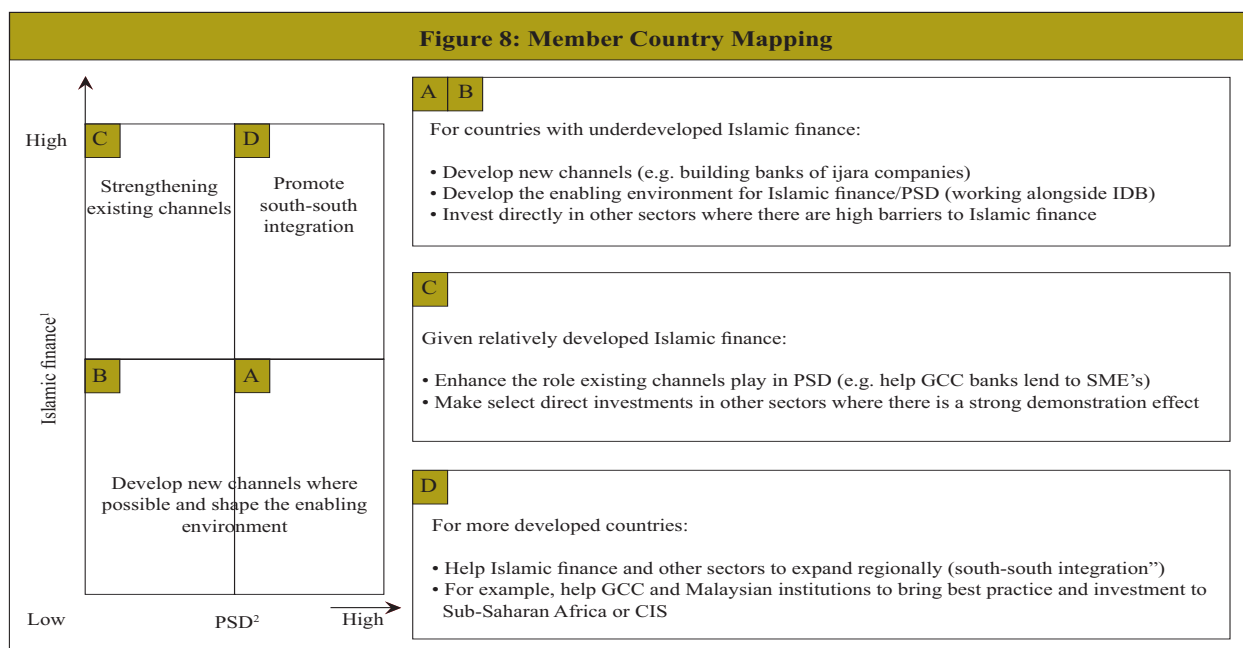 Figure 8: Member Country Mapping
High
C
D
Strengthening
existing channels
Promote
south-south
integration
Islamic finance¹
B
A
Develop new channels where
possible and shape the enabling
environment
Low
PSD²
High
A B
For countries with underdeveloped Islamic finance:
• Develop new channels (e.g. building banks of ijara companies)
• Develop the enabling environment for Islamic finance/PSD (working alongside IDB)
• Invest directly in other sectors where there are high barriers to Islamic finance
C
Given relatively developed Islamic finance:
• Enhance the role existing channels play in PSD (e.g. help GCC banks lend to SME's)
• Make select direct investments in other sectors where there is a strong demonstration effect
D
For more developed countries:
• Help Islamic finance and other sectors to expand regionally (south-south integration”)
• For example, help GCC and Malaysian institutions to bring best practice and investment to
Sub-Saharan Africa or CIS